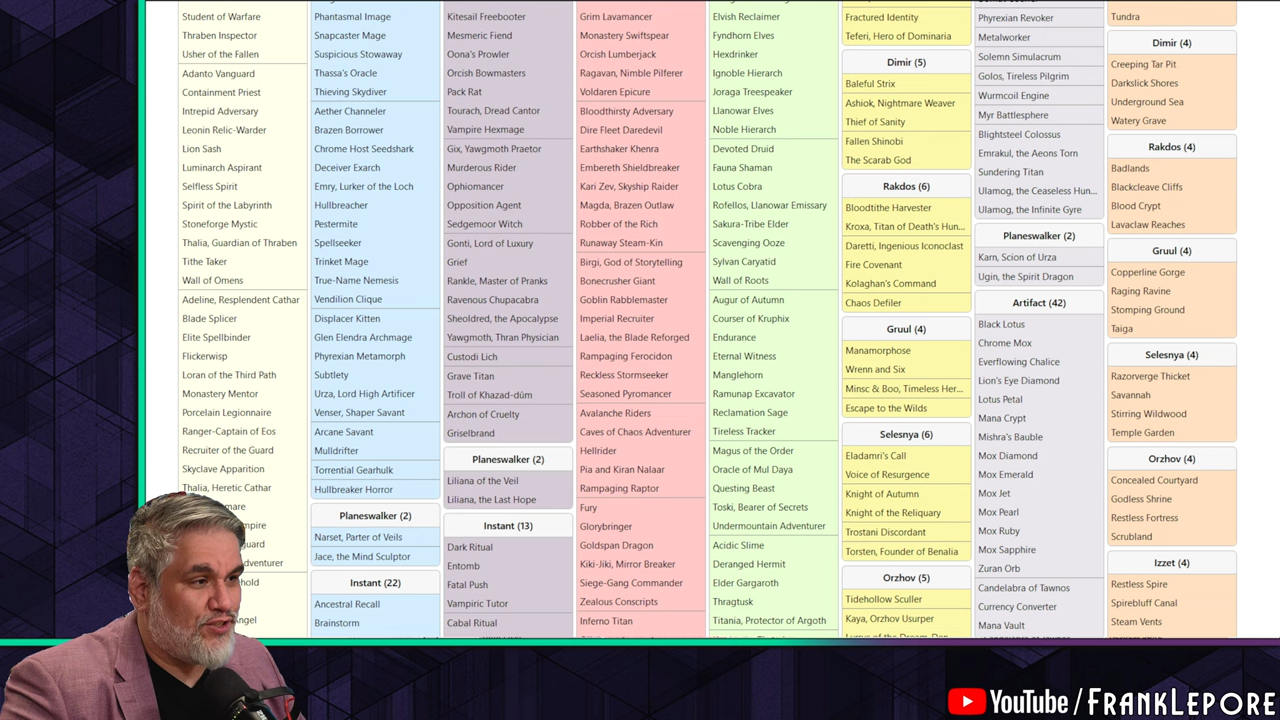 Student of Warfare
Thraben Inspector
Usher of the Fallen
Adanto Vanguard
Containment Priest
Intrepid Adversary
Leonin Relic-Warder
Lion Sash
Luminarch Aspirant
Selfless Spirit
Spirit of the Labyrinth
Stoneforge Mystic
Thalia, Guardian of Thraben
Tithe Taker
Wall of Omens
Adeline, Resplendent Cathar
Blade Splicer
Elite Spellbinder
Flickerwisp
Loran of the Third Path
Monastery Mentor
Porcelain Legionnaire
Ranger-Captain of Eos
Recruiter of the Guard
Skyclave Apparition
Thalia, Heretic Cathar
Phantasmal Image
Snapcaster Mage
Suspicious Stowaway
Thassa's Oracle
Thieving Skydiver
Aether Channeler
Brazen Borrower
Chrome Host Seedshark
Deceiver Exarch
Emry, Lurker of the Loch
Hullbreacher
Pestermite
Spellseeker
Trinket Mage
True-Name Nemesis
Vendilion Clique
Displacer Kitten
Glen Elendra Archmage
Phyrexian Metamorph
Subtlety
Urza, Lord High Artificer
Venser, Shaper Savant
Arcane Savant
Mulldrifter
Torrential Gearhulk
Hullbreaker Horror
Planeswalker (2)
Narset, Parter of Veils
Jace, the Mind Sculptor
Instant (22)
Ancestral Recall
Brainstorm
Kitesail Freebooter
Mesmeric Fiend
Oona's Prowler
Orcish Bowmasters
Pack Rat
Tourach, Dread Cantor
Vampire Hexmage
Gix, Yawgmoth Praetor
Murderous Rider
Ophiomancer
Opposition Agent
Sedgemoor Witch
Gonti, Lord of Luxury
Grief
Rankle, Master of Pranks
Ravenous Chupacabra
Sheoldred, the Apocalypse
Yawgmoth, Thran Physician
Custodi Lich
Grave Titan
Troll of Khazad-dûm
Archon of Cruelty
Griselbrand
Planeswalker (2)
Liliana of the Veil
Liliana, the Last Hope
Instant (13)
Dark Ritual
Entomb
Fatal Push
Vampiric Tutor
Cabal Ritual
Grim Lavamancer
Monastery Swiftspear
Orcish Lumberjack
Ragavan, Nimble Pilferer
Voldaren Epicure
Bloodthirsty Adversary
Dire Fleet Daredevil
Earthshaker Khenra
Embereth Shieldbreaker
Kari Zev, Skyship Raider
Magda, Brazen Outlaw
Robber of the Rich
Runaway Steam-Kin
Birgi, God of Storytelling
Bonecrusher Giant
Goblin Rabblemaster
Imperial Recruiter
Laelia, the Blade Reforged
Rampaging Ferocidon
Reckless Stormseeker
Seasoned Pyromancer
Avalanche Riders
Caves of Chaos Adventurer
Hellrider
Pia and Kiran Nalaar
Rampaging Raptor
Fury
Glorybringer
Goldspan Dragon
Kiki-Jiki, Mirror Breaker
Siege-Gang Commander
Zealous Conscripts
Inferno Titan
Elvish Reclaimer
Fyndhorn Elves
Hexdrinker
Ignoble Hierarch
Joraga Treespeaker
Llanowar Elves
Noble Hierarch
Devoted Druid
Fauna Shaman
Lotus Cobra
Rofellos, Llanowar Emissary
Sakura-Tribe Elder
Scavenging Ooze
Sylvan Caryatid
Wall of Roots
Augur of Autumn
Courser of Kruphix
Endurance
Eternal Witness
Manglehorn
Ramunap Excavator
Reclamation Sage
Tireless Tracker
Magus of the Order
Oracle of Mul Daya
Questing Beast
Toski, Bearer of Secrets
Undermountain Adventurer
Acidic Slime
Deranged Hermit
Elder Gargaroth
Thragtusk
Titania, Protector of Argoth
Fractured Identity
Teferi, Hero of Dominaria
Dimir (5)
Baleful Strix
Ashiok, Nightmare Weaver
Thief of Sanity
Fallen Shinobi
The Scarab God
Rakdos (6)
Bloodtithe Harvester
Kroxa, Titan of Death's Hun...
Daretti, Ingenious Iconoclast
Fire Covenant
Kolaghan's Command
Chaos Defiler
Gruul (4)
Manamorphose
Wrenn and Six
Minsc & Boo, Timeless Her...
Escape to the Wilds
Selesnya (6)
Eladamri's Call
Voice of Resurgence
Knight of Autumn
Knight of the Reliquary
Trostani Discordant
Torsten, Founder of Benalia
Orzhov (5)
Tidehollow Sculler
Kaya, Orzhov Usurper
Phyrexian Revoker
Metalworker
Solemn Simulacrum
Golos, Tireless Pilgrim
Wurmcoil Engine
Myr Battlesphere
Blightsteel Colossus
Emrakul, the Aeons Torn
Sundering Titan
Ulamog, the Ceaseless Hun...
Ulamog, the Infinite Gyre
Planeswalker (2)
Karn, Scion of Urza
Ugin, the Spirit Dragon
Artifact (42)
Black Lotus
Chrome Mox
Everflowing Chalice
Lion's Eye Diamond
Lotus Petal
Mana Crypt
Mishra's Bauble
Mox Diamond
Mox Emerald
Mox Jet
Mox Pearl
Mox Ruby
Mox Sapphire
Zuran Orb
Candelabra of Tawnos
Currency Converter
Mana Vault
Tundra
Dimir (4)
Creeping Tar Pit
Darkslick Shores
Underground Sea
Watery Grave
Rakdos (4)
Badlands
Blackcleave Cliffs
Blood Crypt
Lavaclaw Reaches
Gruul (4)
Copperline Gorge
Raging Ravine
Stomping Ground
Taiga
Selesnya (4)
Razorverge Thicket
Savannah
Stirring Wildwood
Temple Garden
Orzhov (4)
Concealed Courtyard
Godless Shrine
Restless Fortress
Scrubland
Izzet (4)
Restless Spire
Spirebluff Canal
Steam Vents
YouTube/FrankLepore